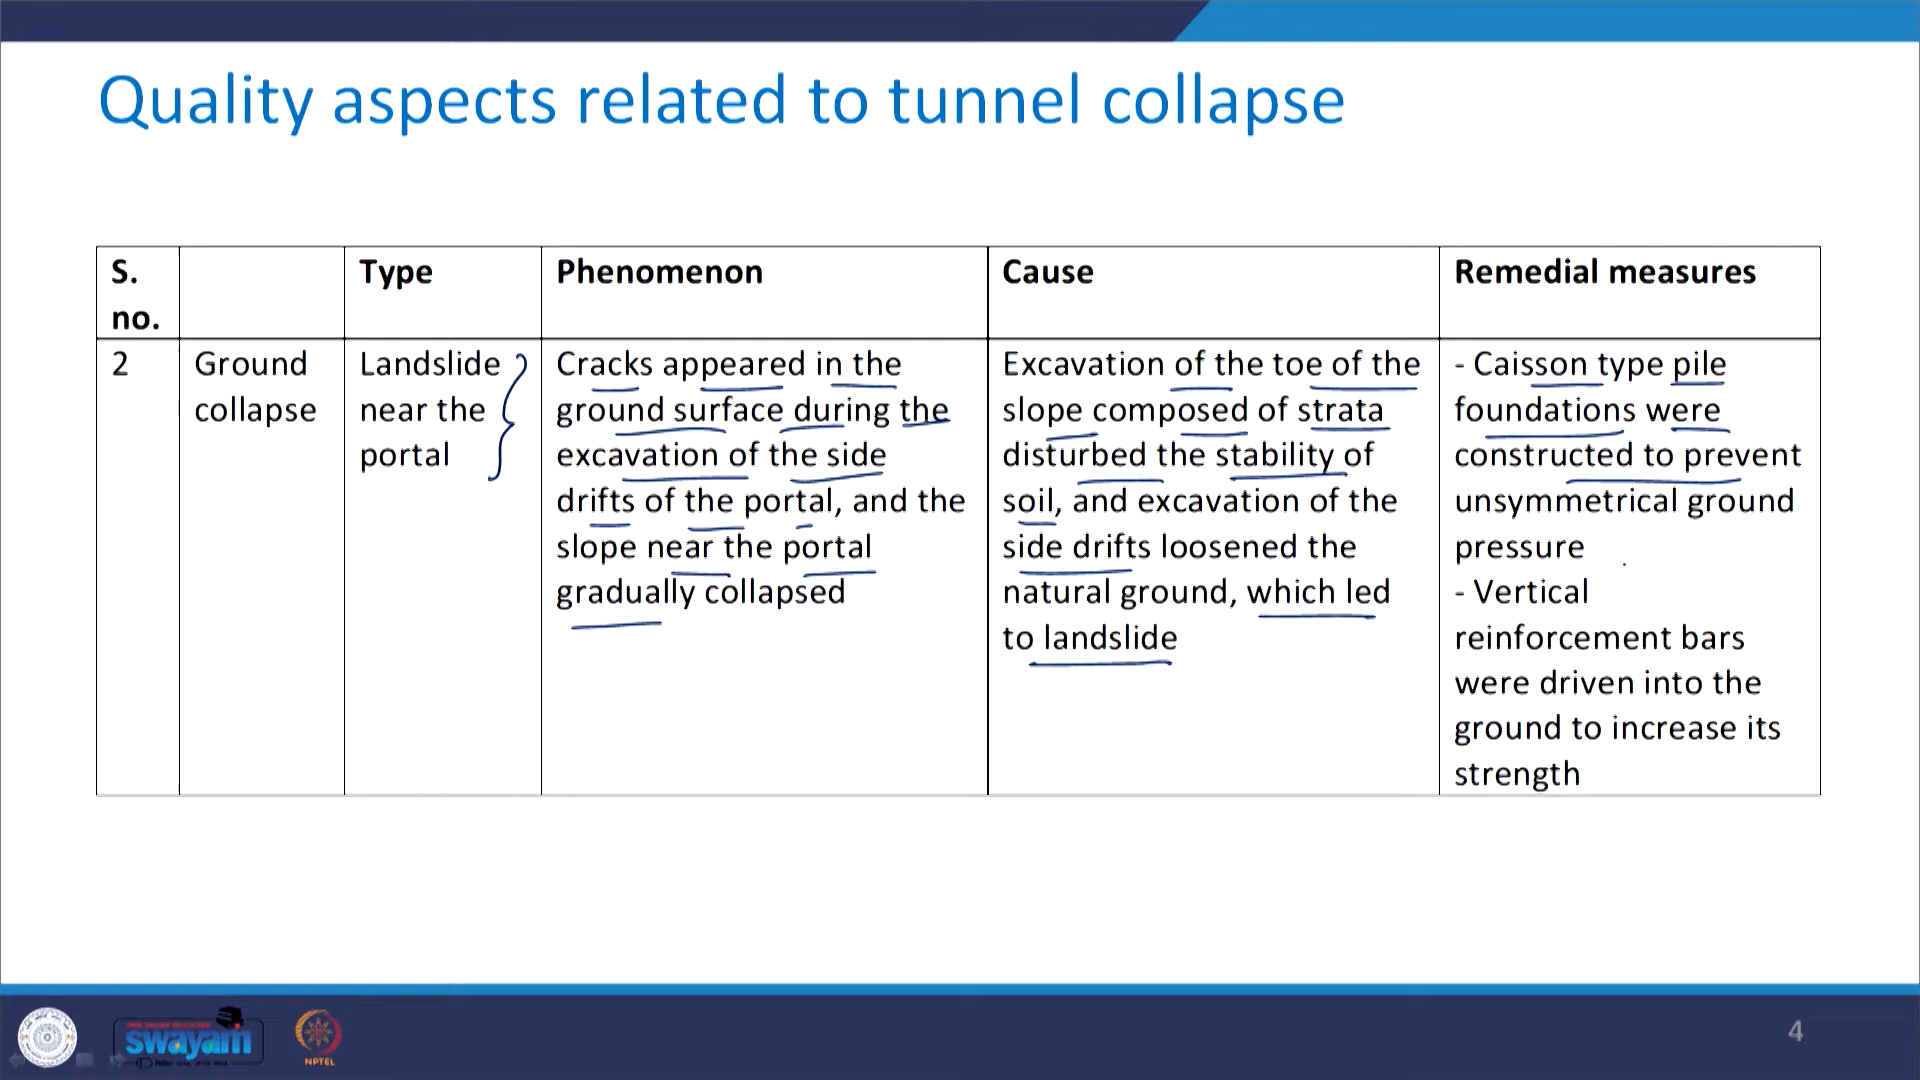 Quality aspects related to tunnel collapse
S.
no.
Type
Phenomenon
Cause
Remedial measures
2
Ground
collapse
Landslide
near the
portal
Cracks appeared in the
ground surface during the
excavation of the side
drifts of the portal, and the
slope near the portal
gradually collapsed
Excavation of the toe of the
slope composed of strata
disturbed the stability of
soil, and excavation of the
side drifts loosened the
natural ground, which led
to landslide
- Caisson type pile
foundations were
constructed to prevent
unsymmetrical ground
pressure
- Vertical
reinforcement bars
were driven into the
ground to increase its
strength
swayam
NPTEL
4